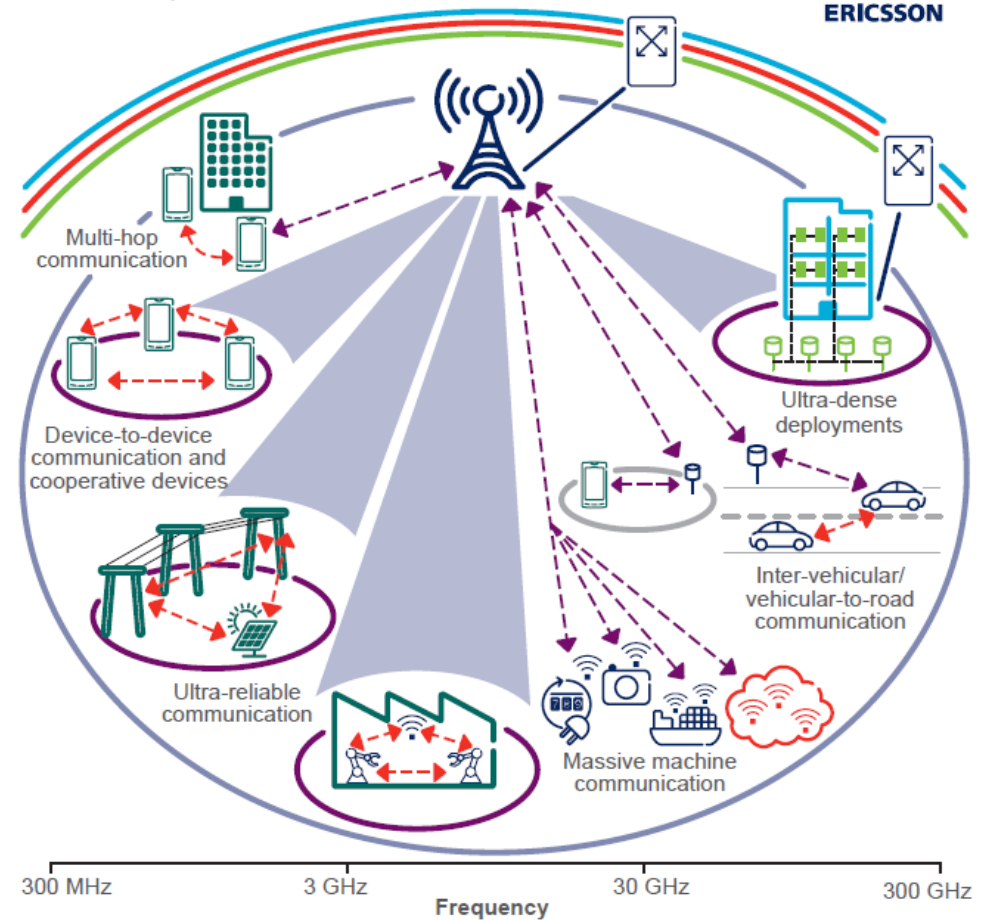 ERICSSON
Multi-hop
communication
Device-to-device
communication and
cooperative devices
Ultra-dense
deployments
Inter-vehicular/
vehicular-to-road
communication
Ultra-reliable
communication
Massive machine
communication
300 MHz
3 GHz
30 GHz
300 GHz
Frequency